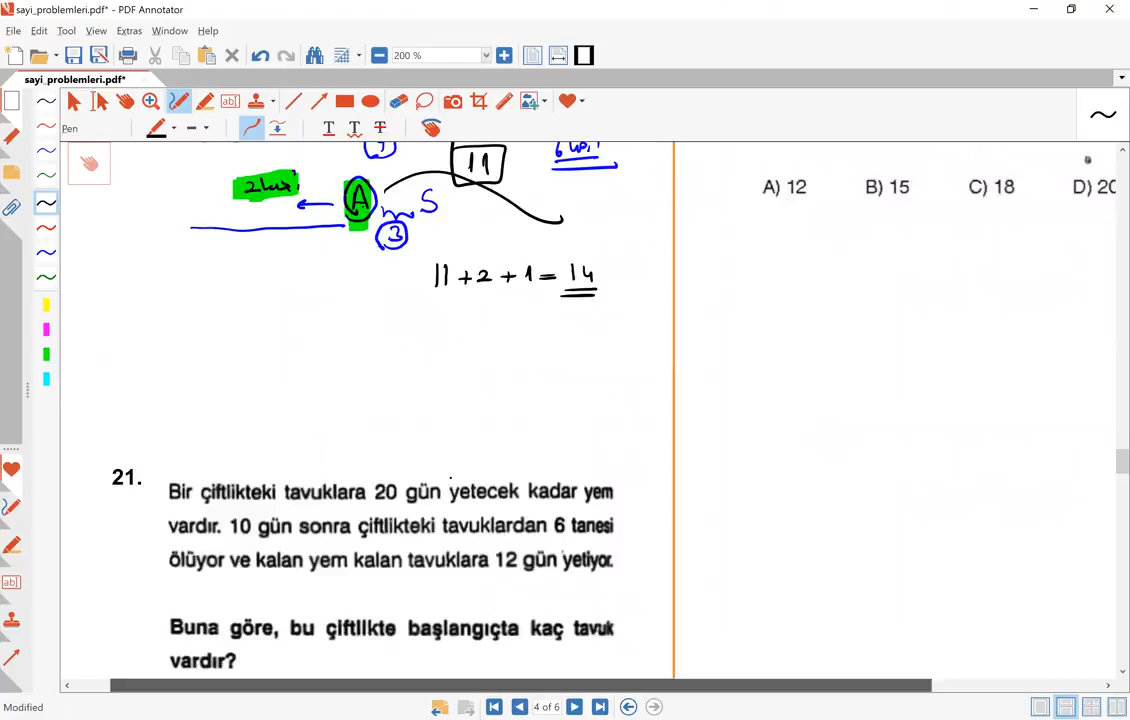 sayi_problemleri.pdf* - PDF Annotator
File Edit Tool View Extras Window Help
200 %
sayi_problemleri.pdf*
Pen
11
2 kişi
A
S
3
11 + 2 + 1 = 14
21.
Bir çiftlikteki tavuklara 20 gün yetecek kadar yem
vardır. 10 gün sonra çiftlikteki tavuklardan 6 tanesi
ölüyor ve kalan yem kalan tavuklara 12 gün yetiyor.
Buna göre, bu çiftlikte başlangıçta kaç tavuk
vardır?
A) 12 B) 15 C) 18 D) 20
Modified
4 of 6